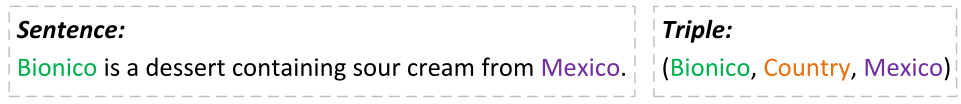 Sentence:
Bionico is a dessert containing sour cream from Mexico.
Triple:
(Bionico, Country, Mexico)